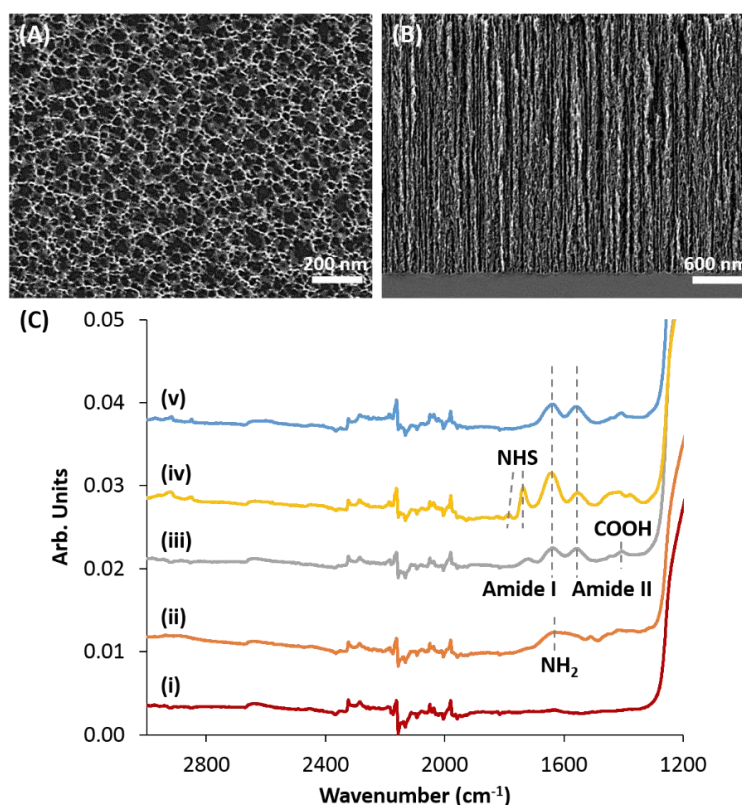 (A)
200 nm
(B)
600 nm
(C)
0.05
0.04
0.03
0.02
0.01
0.00
Arb. Units
(v)
(iv)
(iii)
(ii)
(i)
NHS
COOH
Amide I
Amide II
NH₂
2800
2400
2000
1600
1200
Wavenumber (cm⁻¹)